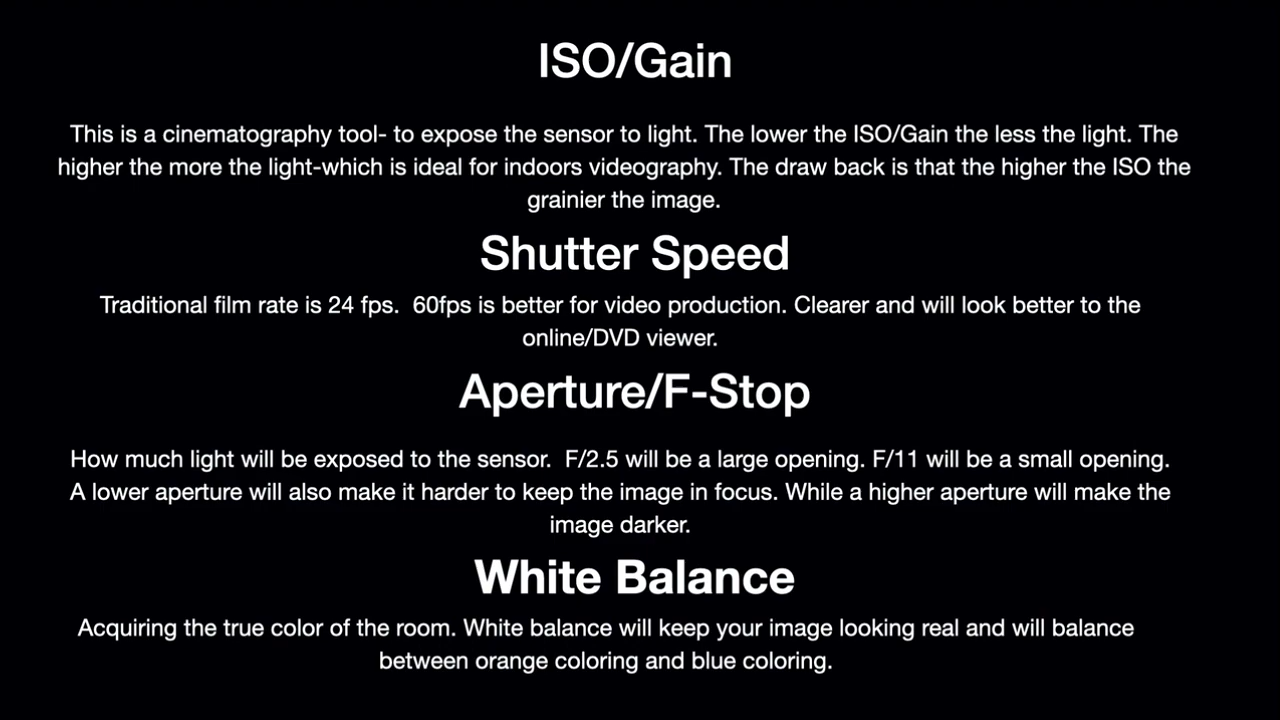 ISO/Gain
This is a cinematography tool- to expose the sensor to light. The lower the ISO/Gain the less the light. The
higher the more the light-which is ideal for indoors videography. The draw back is that the higher the ISO the
grainier the image.
Shutter Speed
Traditional film rate is 24 fps.  60fps is better for video production. Clearer and will look better to the
online/DVD viewer.
Aperture/F-Stop
How much light will be exposed to the sensor.  F/2.5 will be a large opening. F/11 will be a small opening.
A lower aperture will also make it harder to keep the image in focus. While a higher aperture will make the
image darker.
White Balance
Acquiring the true color of the room. White balance will keep your image looking real and will balance
between orange coloring and blue coloring.